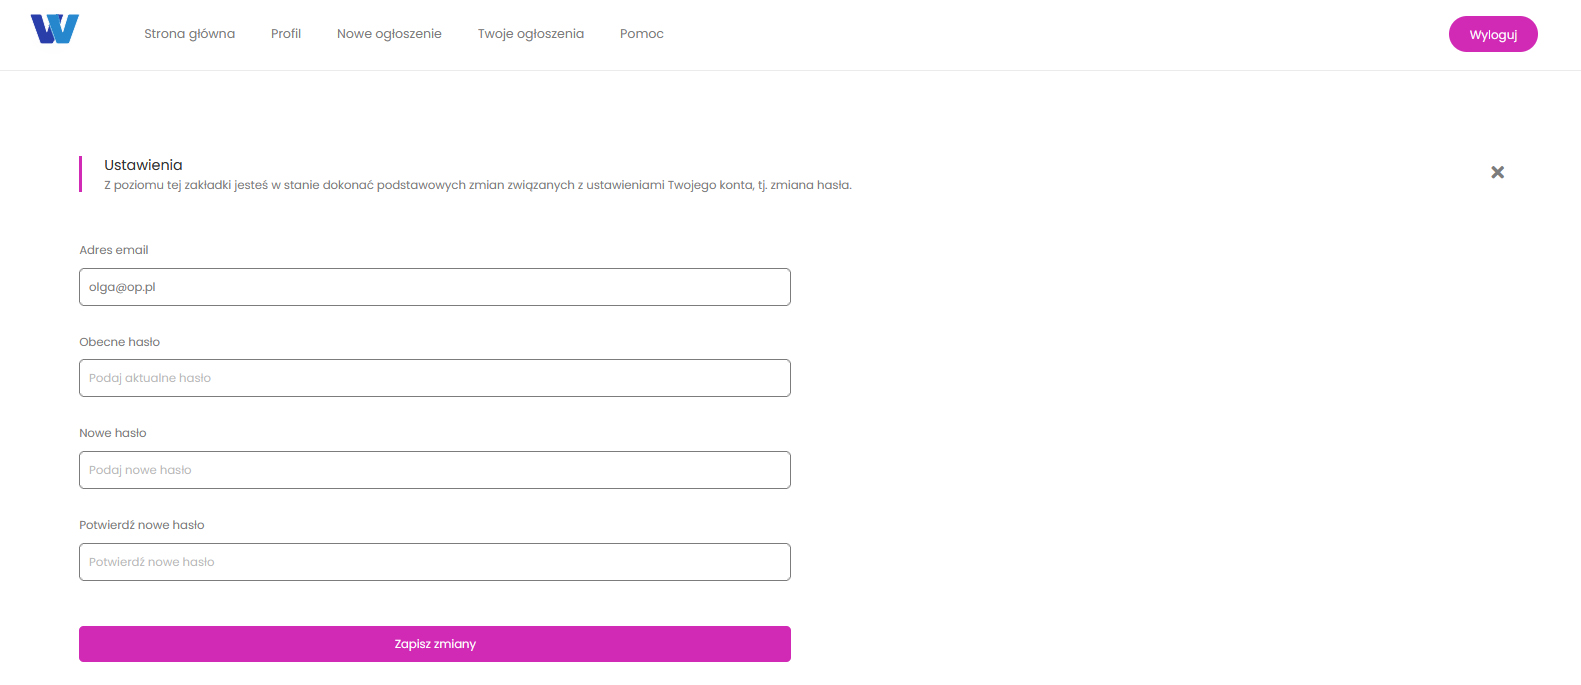 W
Strona główna Profil Nowe ogłoszenie Twoje ogłoszenia Pomoc Wyloguj
Ustawienia
Z poziomu tej zakładki jesteś w stanie dokonać podstawowych zmian związanych z ustawieniami Twojego konta, tj. zmiana hasła.
Adres email
olga@op.pl
Obecne hasło
Podaj aktualne hasło
Nowe hasło
Podaj nowe hasło
Potwierdź nowe hasło
Potwierdź nowe hasło
Zapisz zmiany